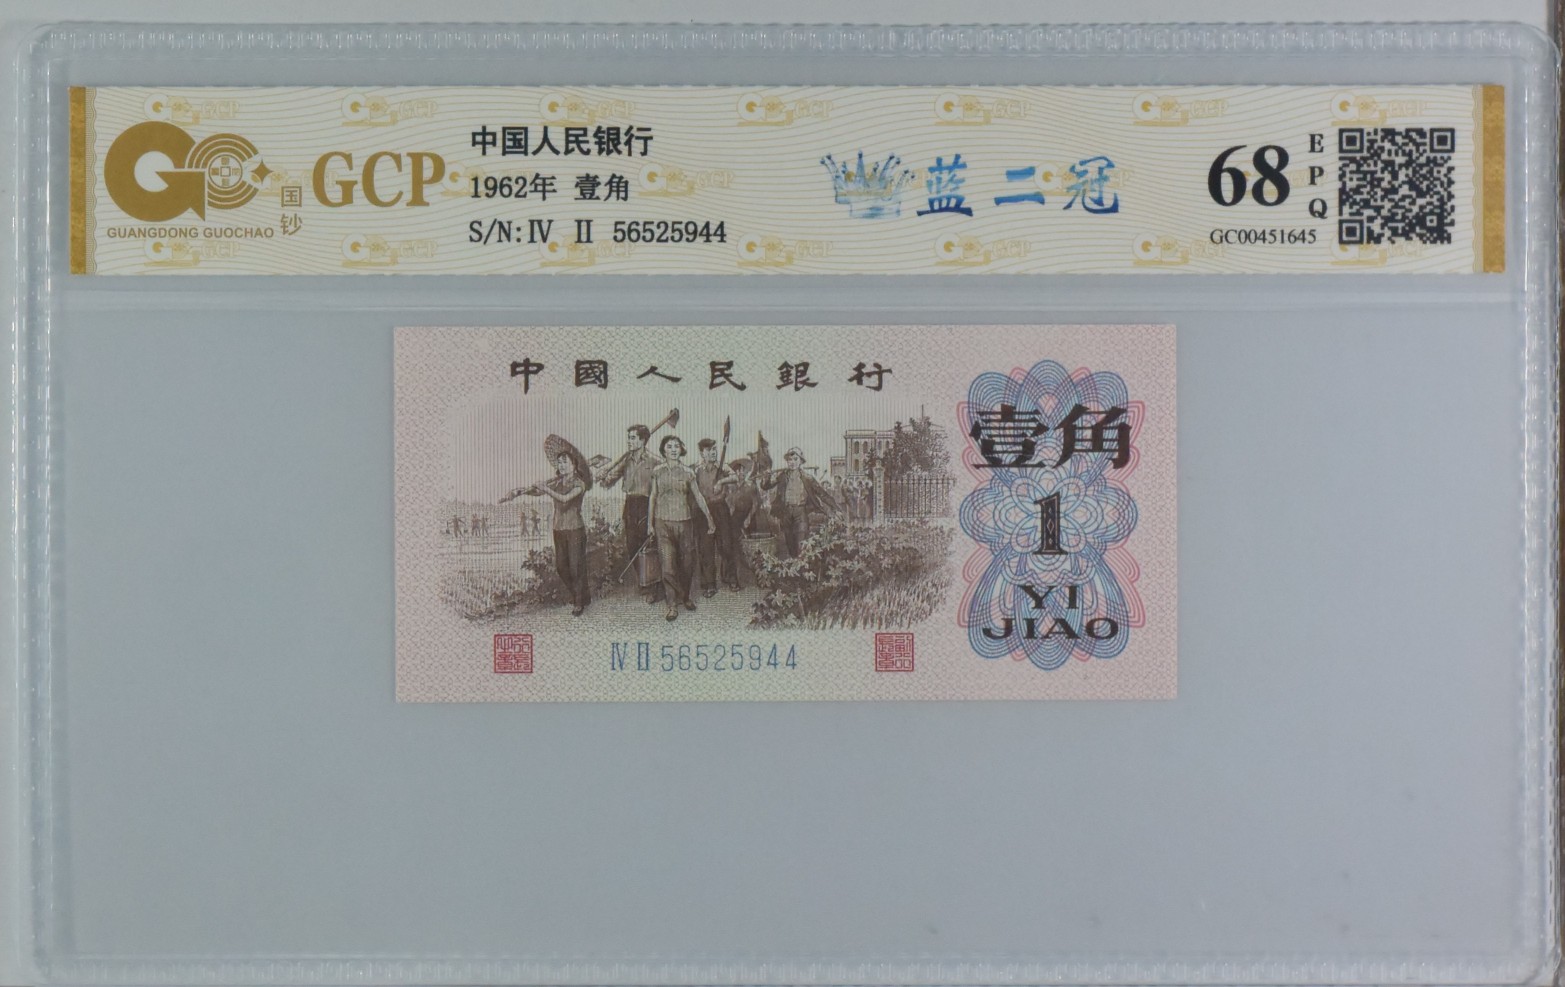 GCP
国
钞
GUANGDONG GUOCHAO
中国人民银行
1962年 壹角
S/N:Ⅳ Ⅱ 56525944
蓝二冠
68
E
P
Q
GC00451645
中國人民銀行
壹角
1
YI
JIAO
Ⅳ Ⅱ 56525944